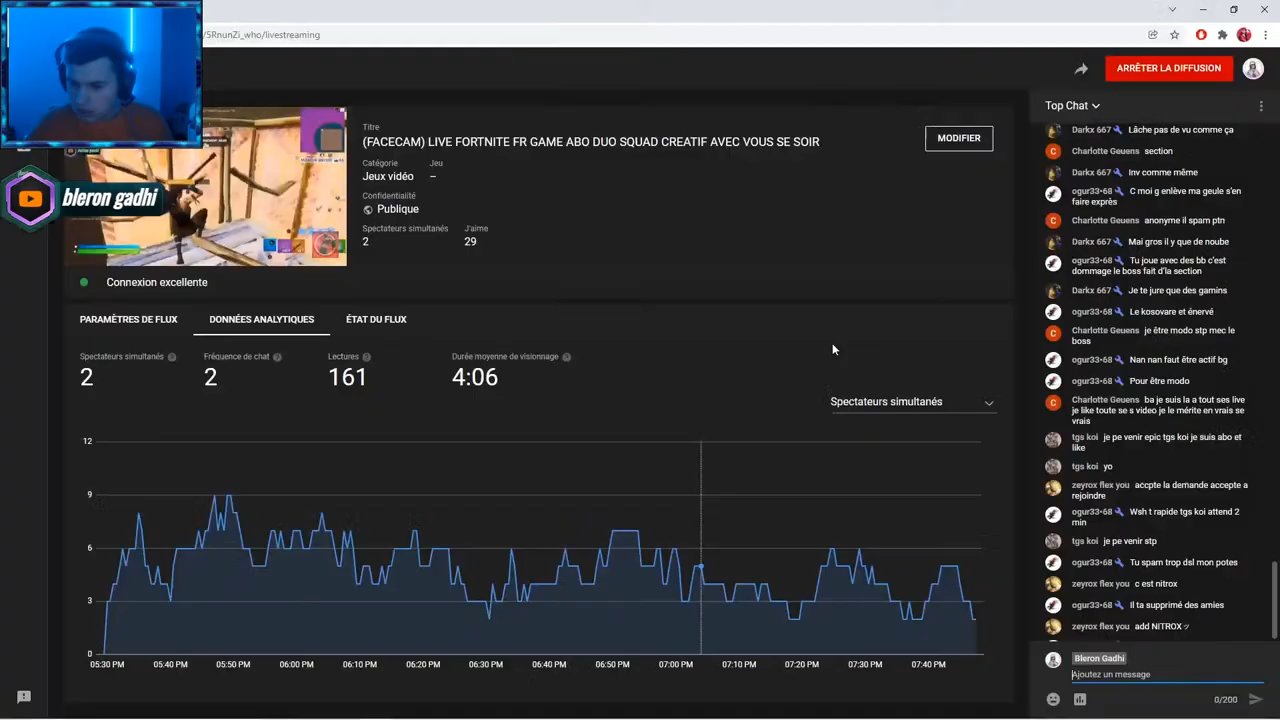 /SRnunZi_who/livestreaming
ARRÊTER LA DIFFUSION
Titre
(FACECAM) LIVE FORTNITE FR GAME ABO DUO SQUAD CREATIF AVEC VOUS SE SOIR
MODIFIER
Catégorie Jeu
Jeux vidéo –
Confidentialité
Publique
Spectateurs simultanés J'aime
2 29
bleron gadhi
Connexion excellente
PARAMÈTRES DE FLUX DONNÉES ANALYTIQUES ÉTAT DU FLUX
Spectateurs simultanés Fréquence de chat Lectures Durée moyenne de visionnage
2 2 161 4:06
Spectateurs simultanés
12
9
6
3
0
05:30 PM 05:40 PM 05:50 PM 06:00 PM 06:10 PM 06:20 PM 06:30 PM 06:40 PM 06:50 PM 07:00 PM 07:10 PM 07:20 PM 07:30 PM 07:40 PM
Top Chat
Darkx 667 Lâche pas de vu comme ça
Charlotte Geuens section
Darkx 667 Inv comme même
ogur33•68 C moi g enlève ma geule s'en
faire exprès
Charlotte Geuens anonyme il spam ptn
Darkx 667 Mai gros il y que de noube
ogur33•68 Tu joue avec des bb c'est
dommage le boss fait d'la section
Darkx 667 Je te jure que des gamins
ogur33•68 Le kosovare et énervé
Charlotte Geuens je être modo stp mec le
boss
ogur33•68 Nan nan faut être actif bg
ogur33•68 Pour être modo
Charlotte Geuens ba je suis la a tout ses live
je like toute se s video je le mérite en vrais se
vrais
tgs koi je pe venir epic tgs koi je suis abo et
like
tgs koi yo
zeyrox flex you accpte la demande accepte a
rejoindre
ogur33•68 Wsh t rapide tgs koi attend 2
min
tgs koi je pe venir stp
ogur33•68 Tu spam trop dsl mon potes
zeyrox flex you c est nitrox
ogur33•68 Il ta supprimé des amies
zeyrox flex you add NITROXッ
Bleron Gadhi
Ajoutez un message
0/200